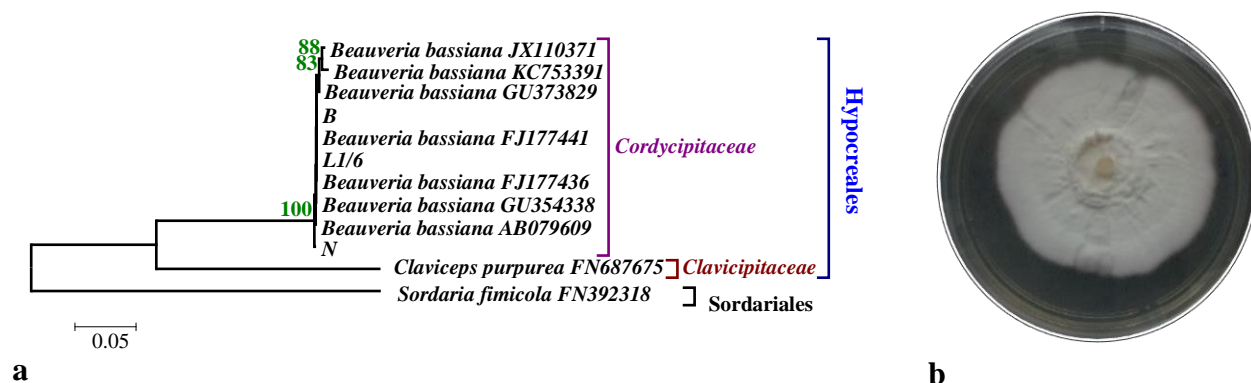 88
Beauveria bassiana JX110371
83
Beauveria bassiana KC753391
Beauveria bassiana GU373829
B
Beauveria bassiana FJ177441
Cordycipitaceae
L1/6
Beauveria bassiana FJ177436
Beauveria bassiana GU354338
100
Beauveria bassiana AB079609
N
Claviceps purpurea FN687675
Clavicipitaceae
Hypocreales
Sordaria fimicola FN392318
Sordariales
0.05
a
b